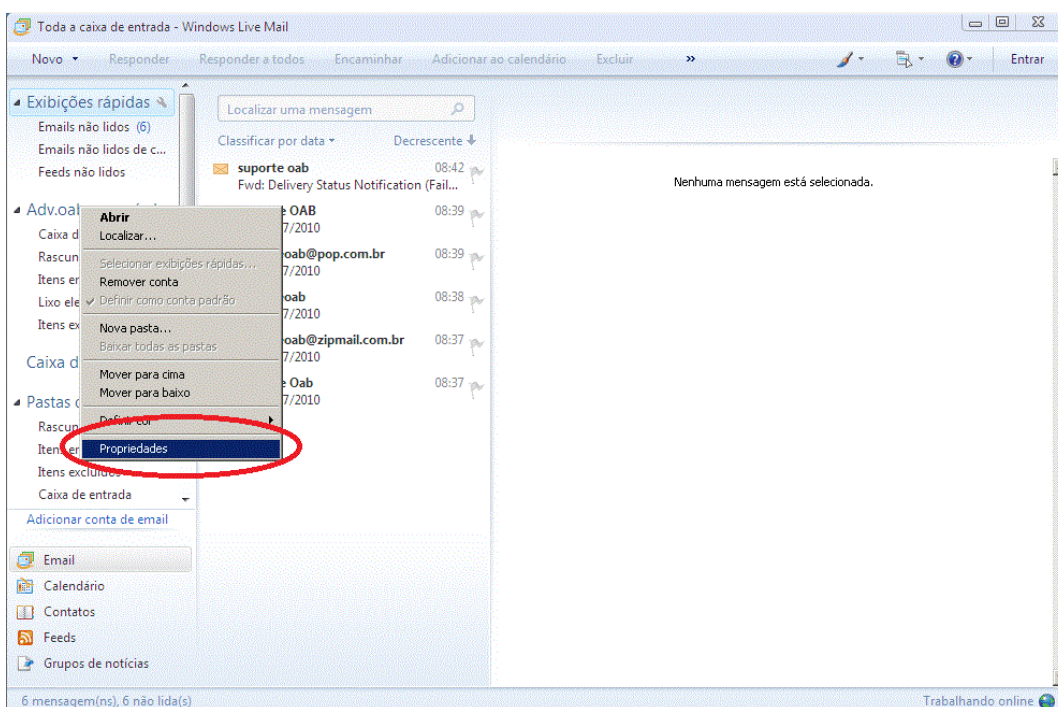 Toda a caixa de entrada - Windows Live Mail
Novo Responder Responder a todos Encaminhar Adicionar ao calendário Excluir » Entrar
Exibições rápidas
Emails não lidos (6)
Emails não lidos de c...
Feeds não lidos
Adv.oab
Caixa d
Rascun
Itens en
Lixo ele
Itens ex
Caixa d
Pastas
Rascun
Itens en
Itens excluídos
Caixa de entrada
Adicionar conta de email
Email
Calendário
Contatos
Feeds
Grupos de notícias
Abrir
Localizar...
Selecionar exibições rápidas...
Remover conta
Definir como conta padrão
Nova pasta...
Baixar todas as pastas
Mover para cima
Mover para baixo
Definir cor
Propriedades
Localizar uma mensagem
Classificar por data Decrescente
suporte oab 08:42
Fwd: Delivery Status Notification (Fail...
OAB 08:39
7/2010
oab@pop.com.br 08:39
7/2010
oab 08:38
7/2010
oab@zipmail.com.br 08:37
7/2010
Oab 08:37
7/2010
Nenhuma mensagem está selecionada.
6 mensagem(ns), 6 não lida(s) Trabalhando online